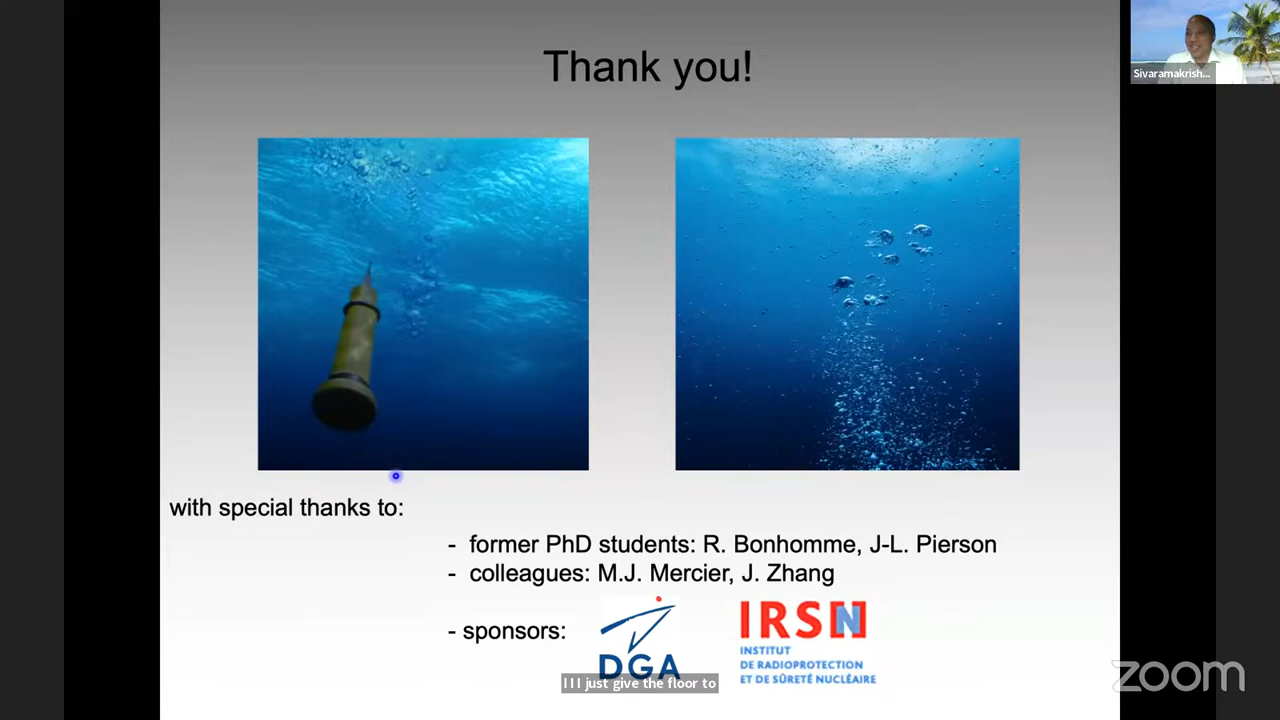 Thank you!
Sivaramakrish...
with special thanks to:
- former PhD students: R. Bonhomme, J-L. Pierson
- colleagues: M.J. Mercier, J. Zhang
- sponsors:
DGA
IRSN
INSTITUT
DE RADIOPROTECTION
ET DE SÛRETÉ NUCLÉAIRE
I I I just give the floor to
zoom